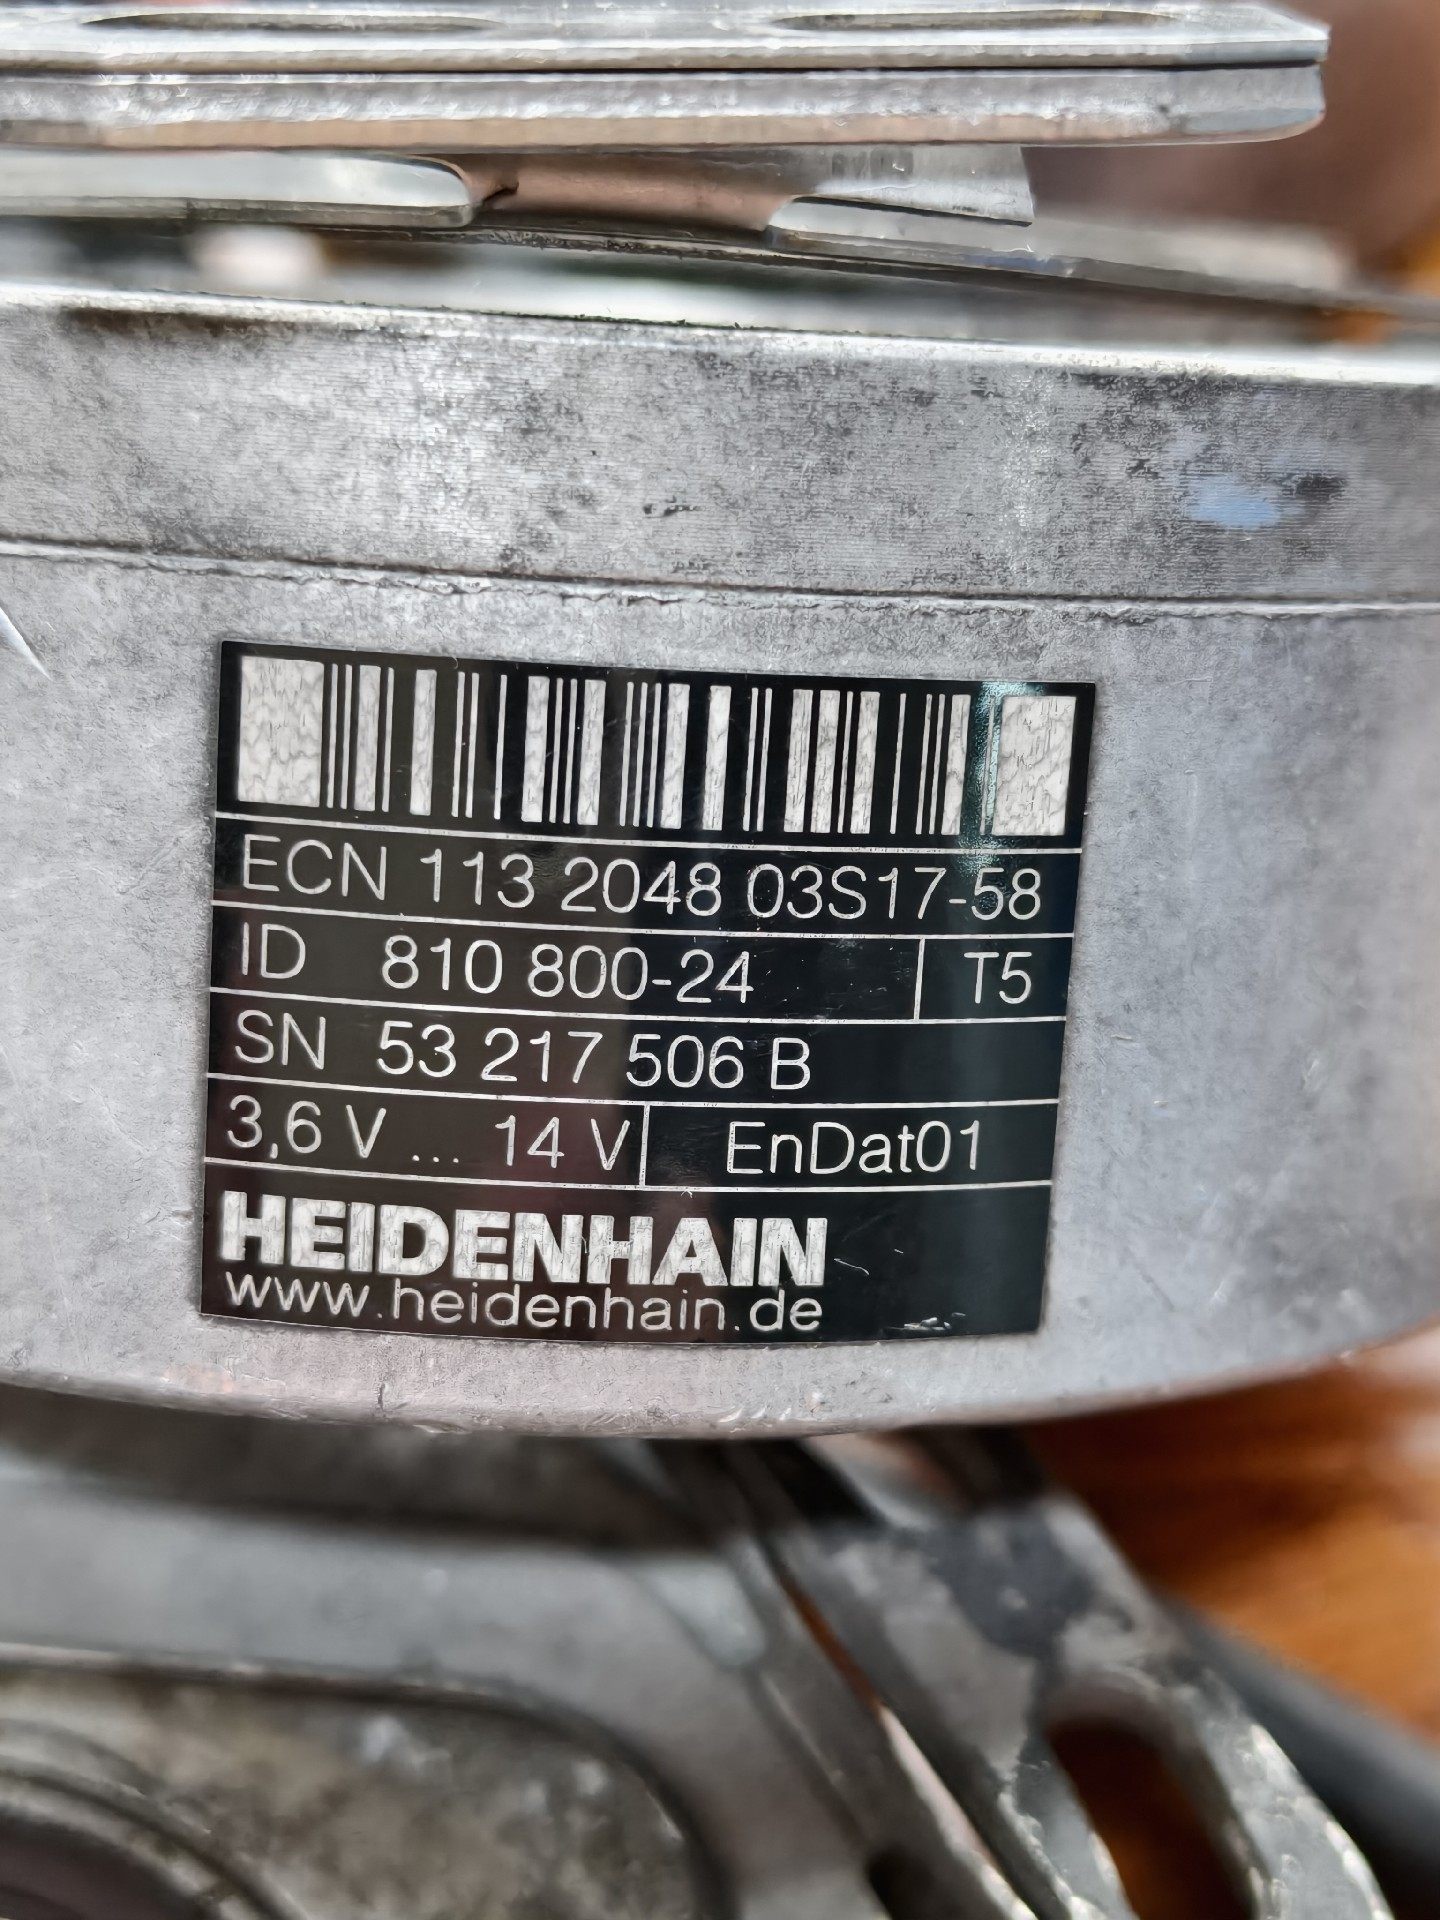 ECN 113 2048 03S17-58
ID 810 800-24 T5
SN 53 217 506 B
3,6 V ... 14 V EnDat01
HEIDENHAIN
www.heidenhain.de